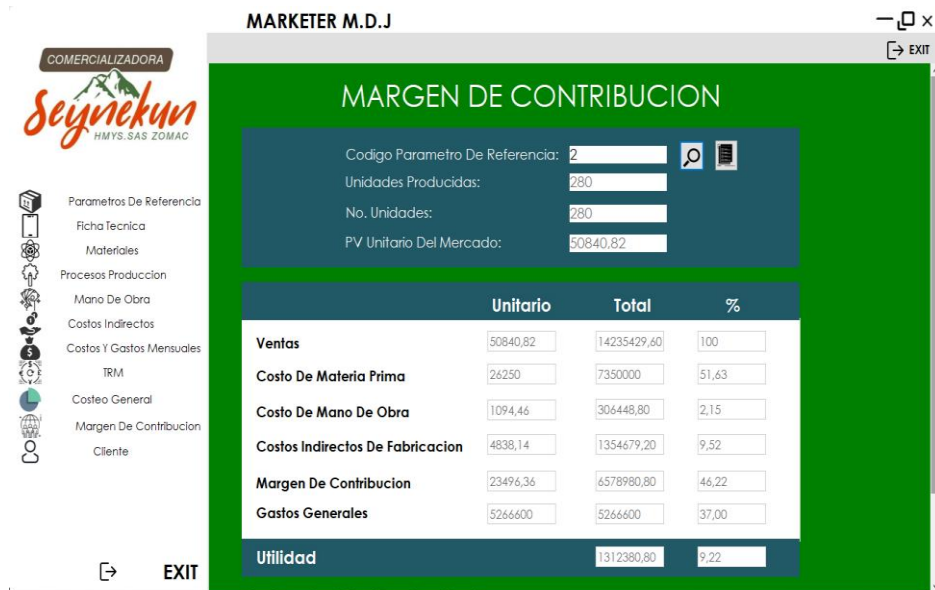 MARKETER M.D.J
EXIT
COMERCIALIZADORA
Seynekun
HMYS.SAS ZOMAC
Parametros De Referencia
Ficha Tecnica
Materiales
Procesos Produccion
Mano De Obra
Costos Indirectos
Costos Y Gastos Mensuales
TRM
Costeo General
Margen De Contribucion
Cliente
EXIT
MARGEN DE CONTRIBUCION
Codigo Parametro De Referencia: 2
Unidades Producidas: 280
No. Unidades: 280
PV Unitario Del Mercado: 50840,82
Unitario Total %
Ventas 50840,82 14235429,60 100
Costo De Materia Prima 26250 7350000 51,63
Costo De Mano De Obra 1094,46 306448,80 2,15
Costos Indirectos De Fabricacion 4838,14 1354679,20 9,52
Margen De Contribucion 23496,36 6578980,80 46,22
Gastos Generales 5266600 5266600 37,00
Utilidad 1312380,80 9,22